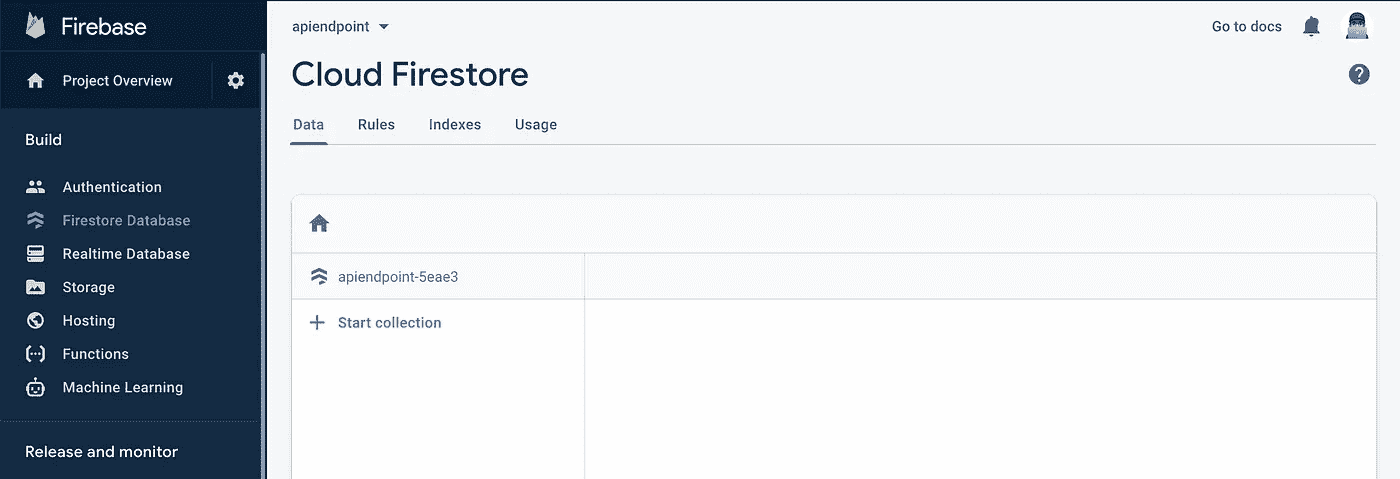 Firebase
Project Overview
Build
Authentication
Firestore Database
Realtime Database
Storage
Hosting
Functions
Machine Learning
Release and monitor
apiendpoint
Go to docs
Cloud Firestore
Data Rules Indexes Usage
apiendpoint-5eae3
Start collection